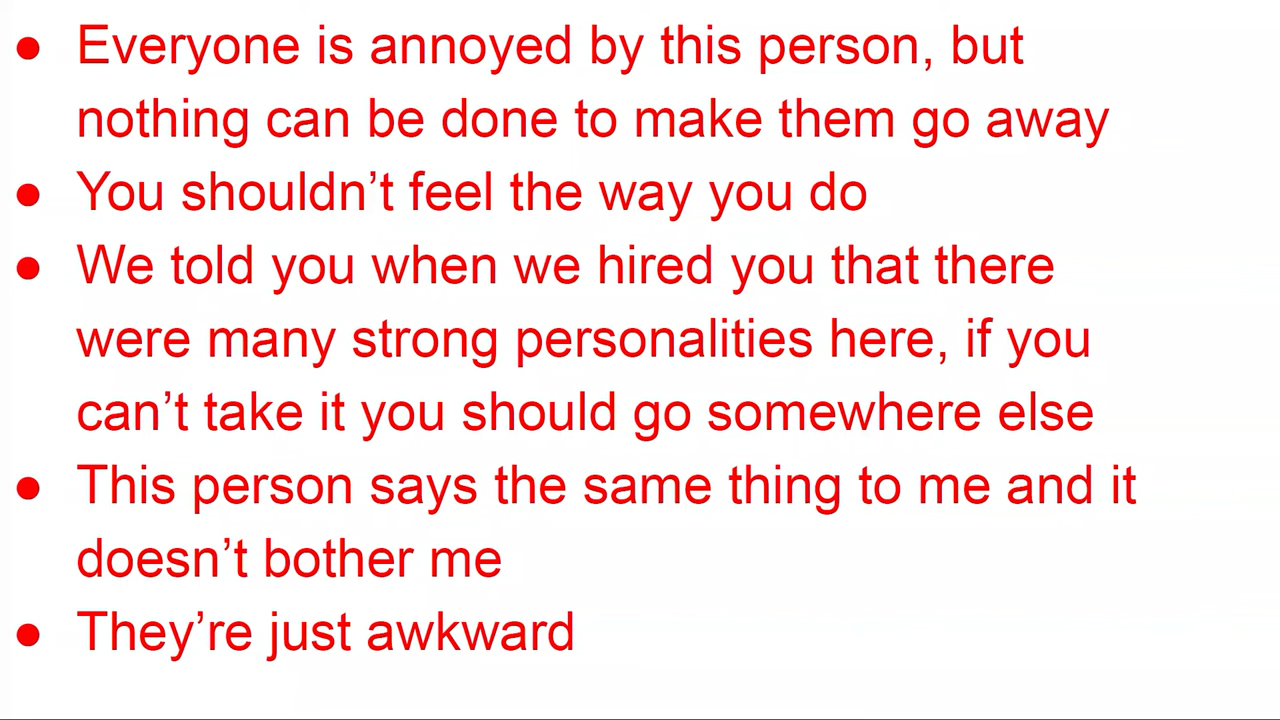 ● Everyone is annoyed by this person, but
nothing can be done to make them go away
● You shouldn’t feel the way you do
● We told you when we hired you that there
were many strong personalities here, if you
can’t take it you should go somewhere else
● This person says the same thing to me and it
doesn’t bother me
● They’re just awkward